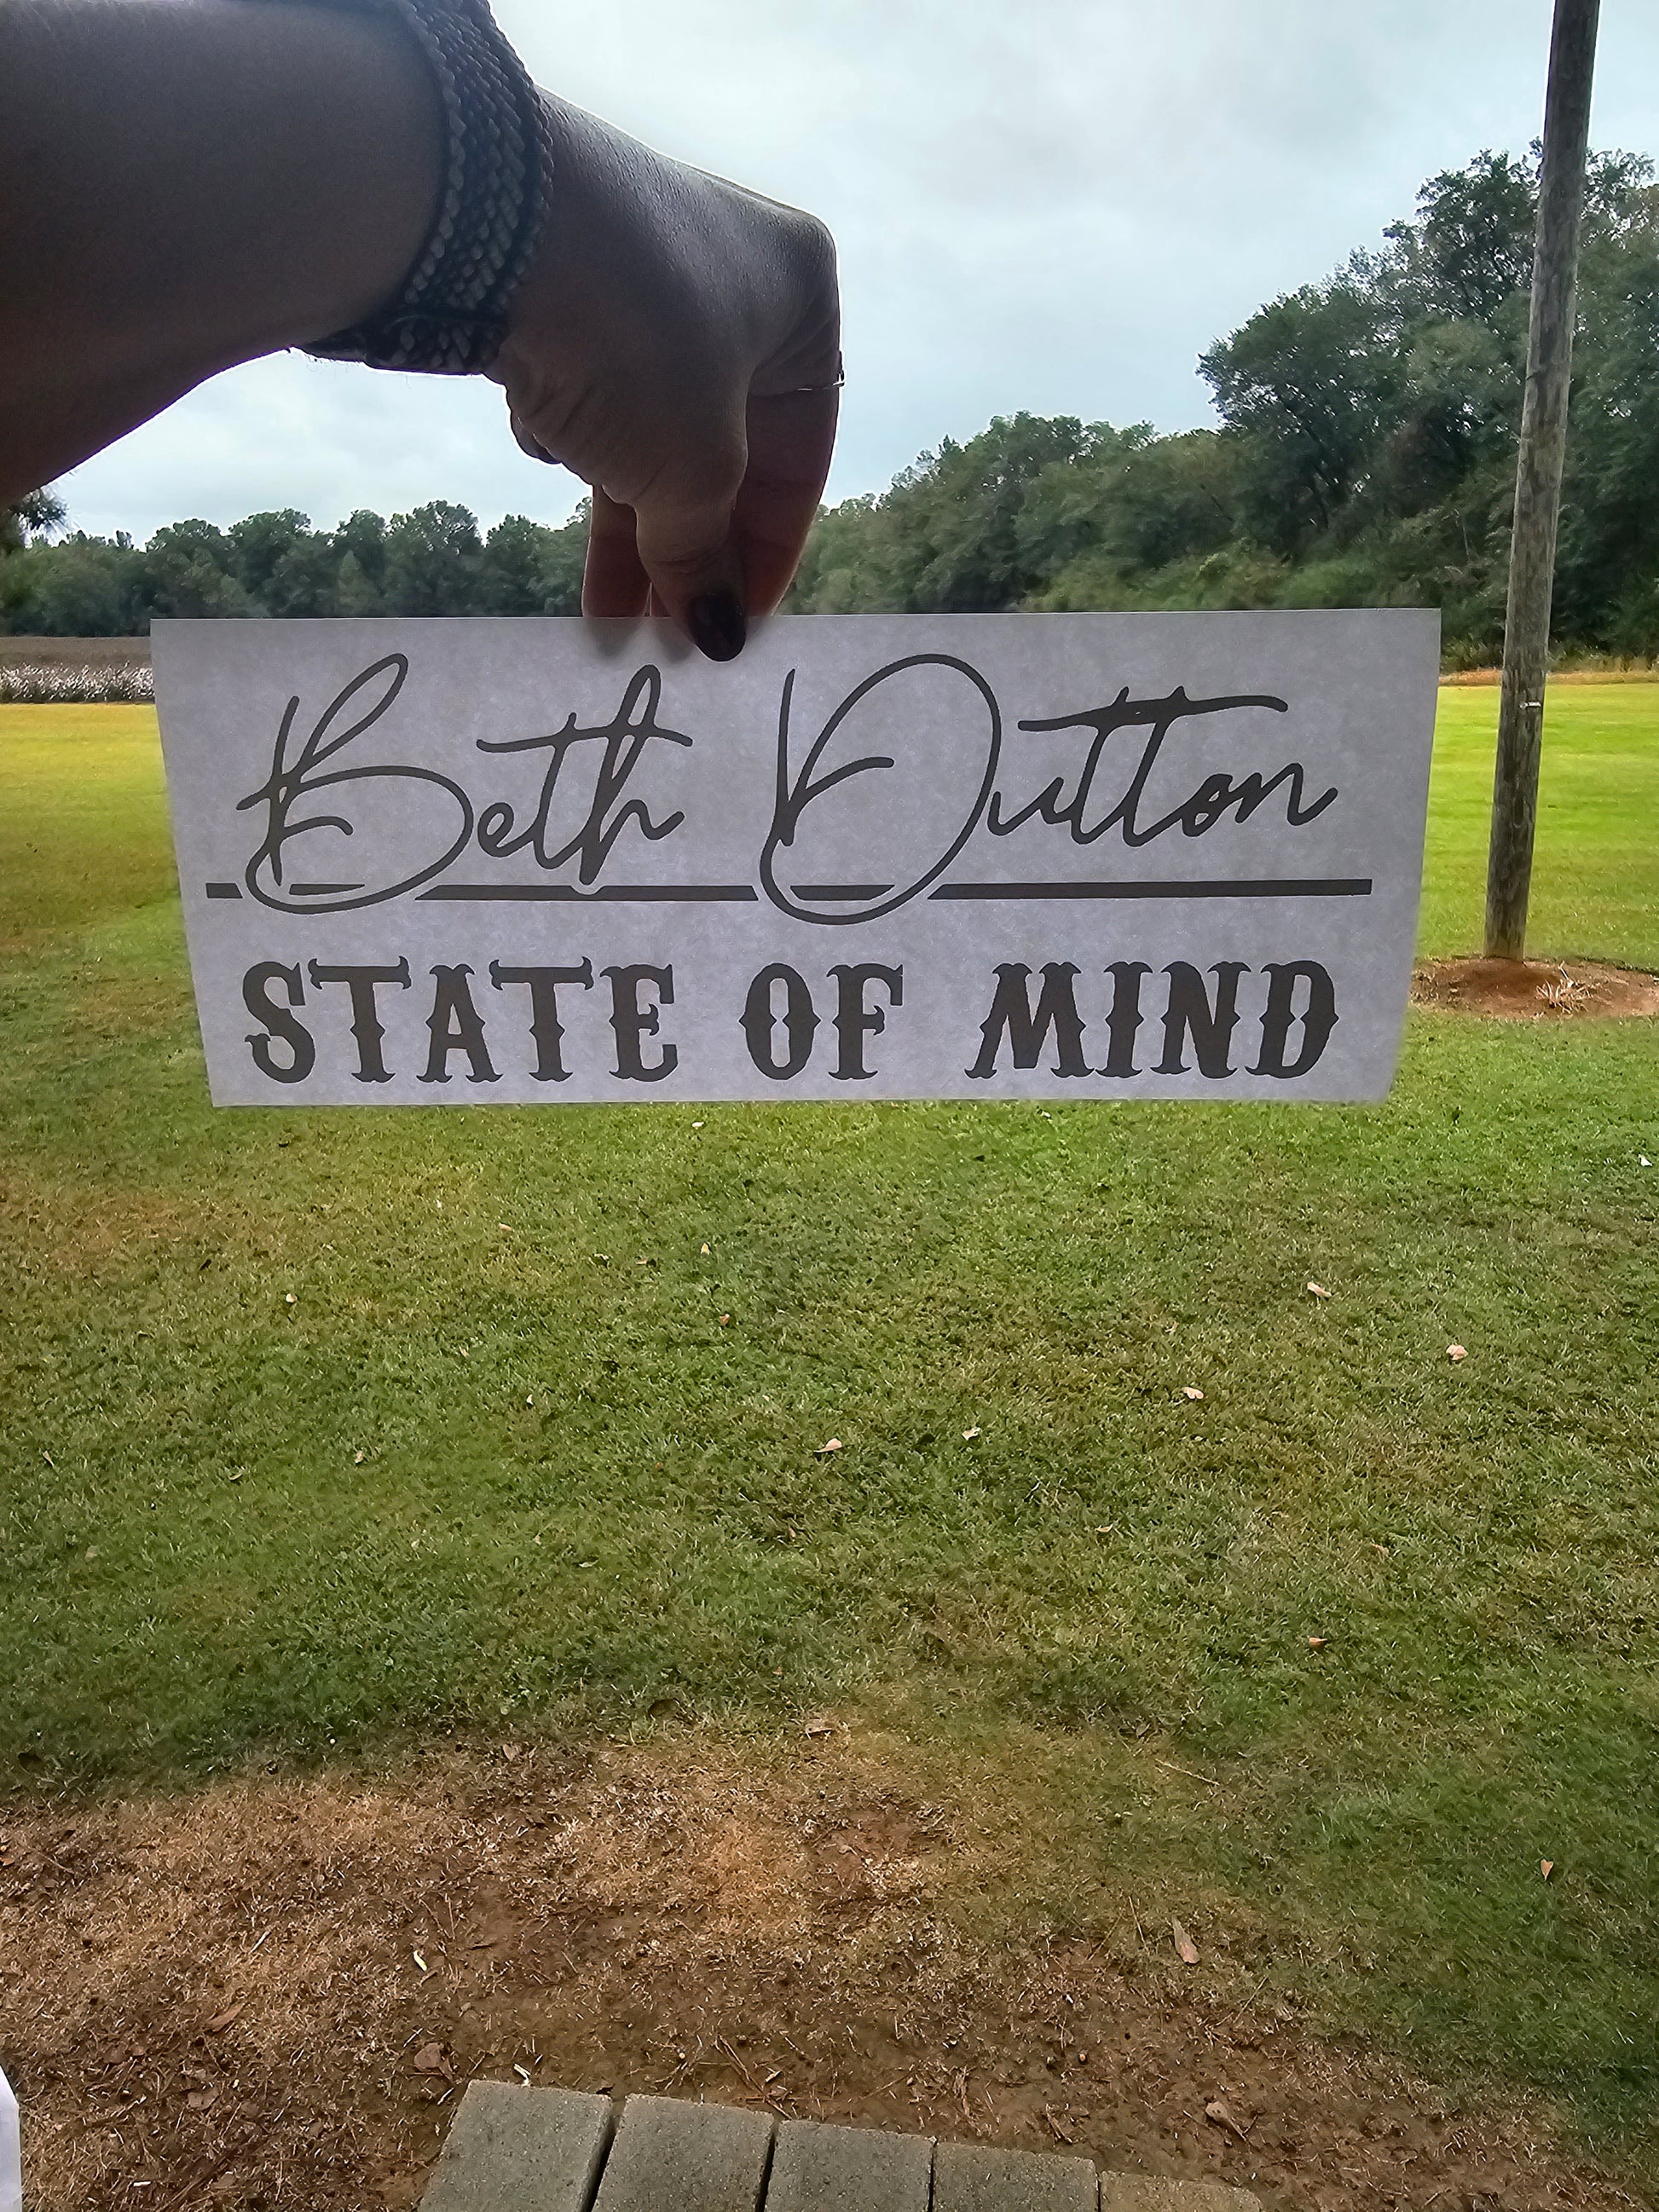 Beth Dutton
STATE OF MIND